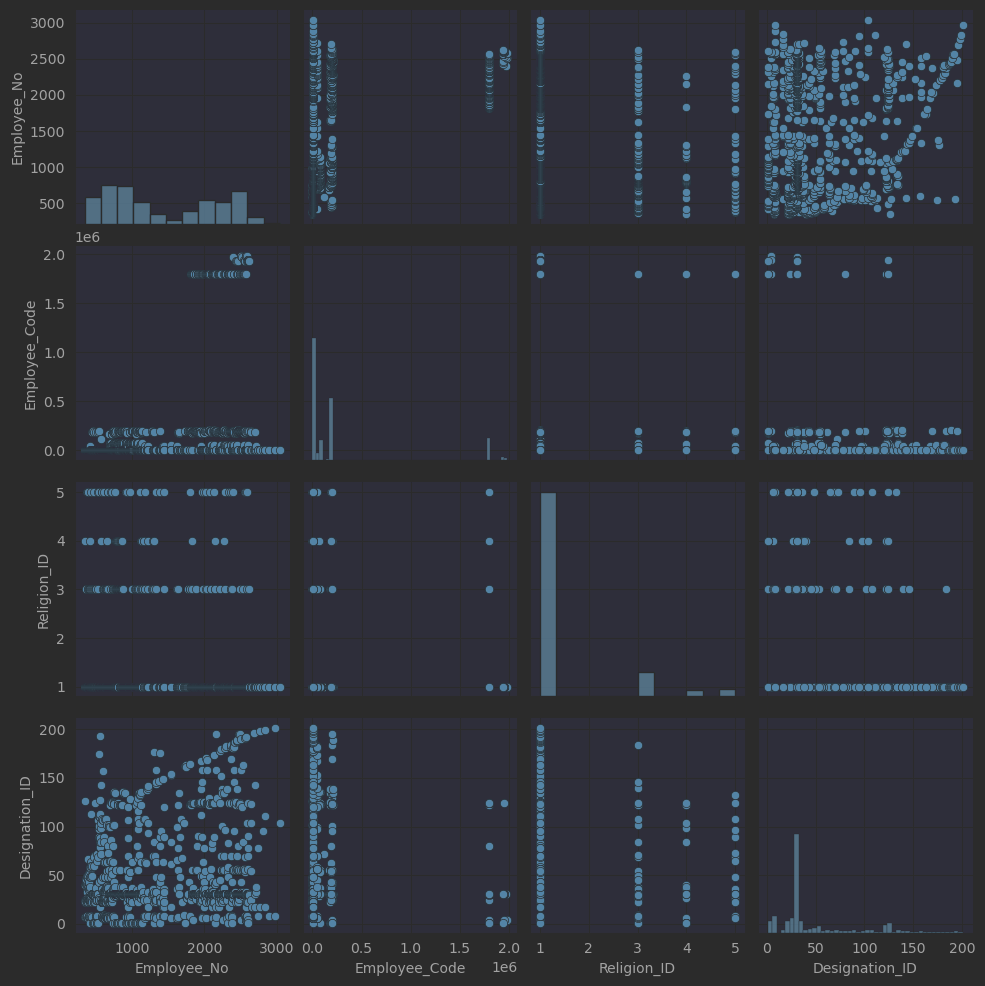 3000
2500
2000
1500
1000
500
Employee_No
1e6
2.0
1.5
1.0
0.5
0.0
Employee_Code
5
4
3
2
1
Religion_ID
200
150
100
50
0
Designation_ID
1000 2000 3000 0.0 0.5 1.0 1.5 2.0 1 2 3 4 5 0 50 100 150 200
1e6
Employee_No Employee_Code Religion_ID Designation_ID